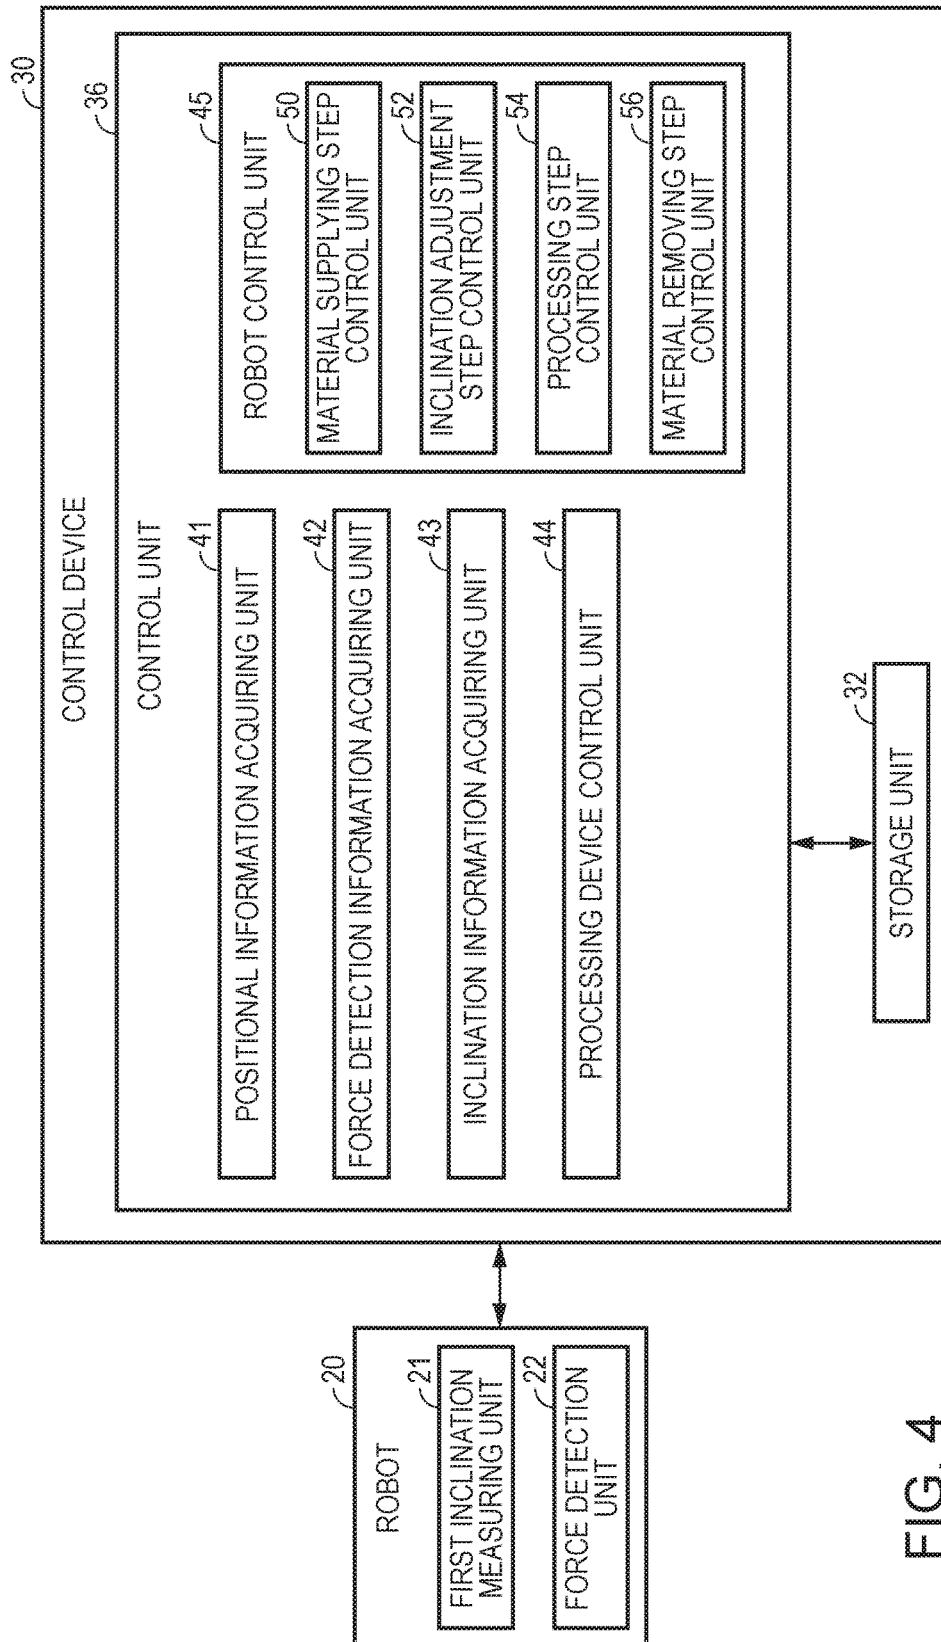 20
ROBOT
21
FIRST INCLINATION
MEASURING UNIT
22
FORCE DETECTION
UNIT
30
CONTROL DEVICE
36
CONTROL UNIT
41
POSITIONAL INFORMATION ACQUIRING UNIT
42
FORCE DETECTION INFORMATION ACQUIRING UNIT
43
INCLINATION INFORMATION ACQUIRING UNIT
44
PROCESSING DEVICE CONTROL UNIT
45
ROBOT CONTROL UNIT
50
MATERIAL SUPPLYING STEP
CONTROL UNIT
52
INCLINATION ADJUSTMENT
STEP CONTROL UNIT
54
PROCESSING STEP
CONTROL UNIT
56
MATERIAL REMOVING STEP
CONTROL UNIT
32
STORAGE UNIT
FIG. 4